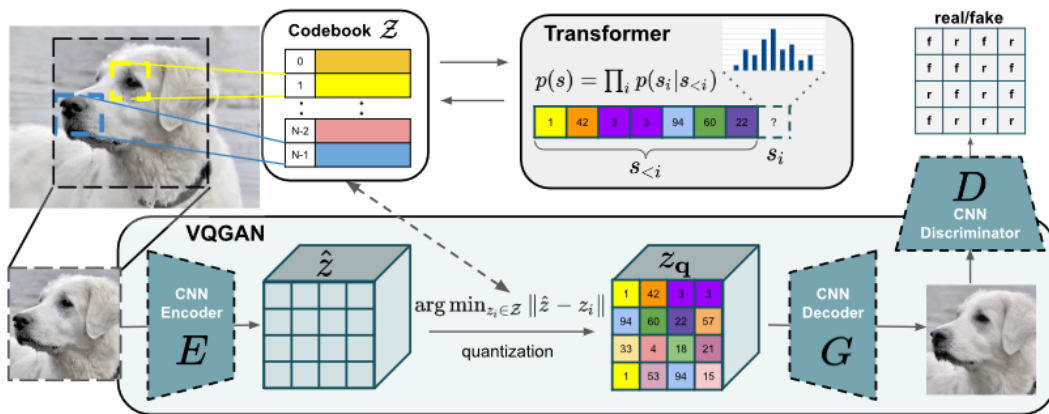 Codebook 𝒵
0
1
N-2
N-1
Transformer
p(s) = ∏ᵢ p(sᵢ|s<ᵢ)
1 42 3 3 94 60 22 ?
s<ᵢ
sᵢ
real/fake
f r f r
f f r f
r f r f
f r r r
D
CNN
Discriminator
VQGAN
CNN
Encoder
E
ẑ
arg min_{zᵢ∈𝒵} ‖ẑ − zᵢ‖
quantization
z_q
1 42 3 3
94 60 22 57
33 4 18 21
1 53 94 15
CNN
Decoder
G